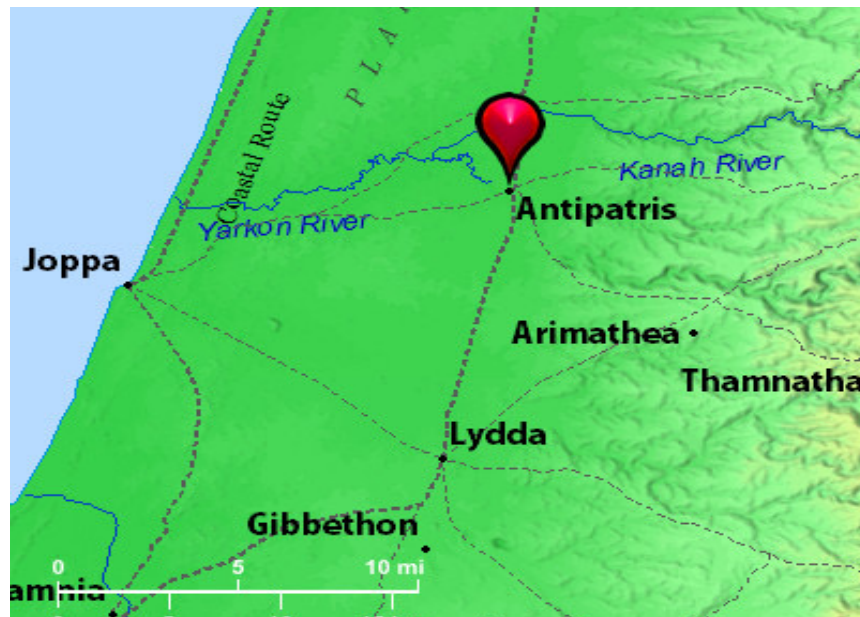 P L A
Coastal Route
Kanah River
Antipatris
Yarkon River
Joppa
Arimathea
Thamnatha
Lydda
Gibbethon
0 5 10 mi
amnia